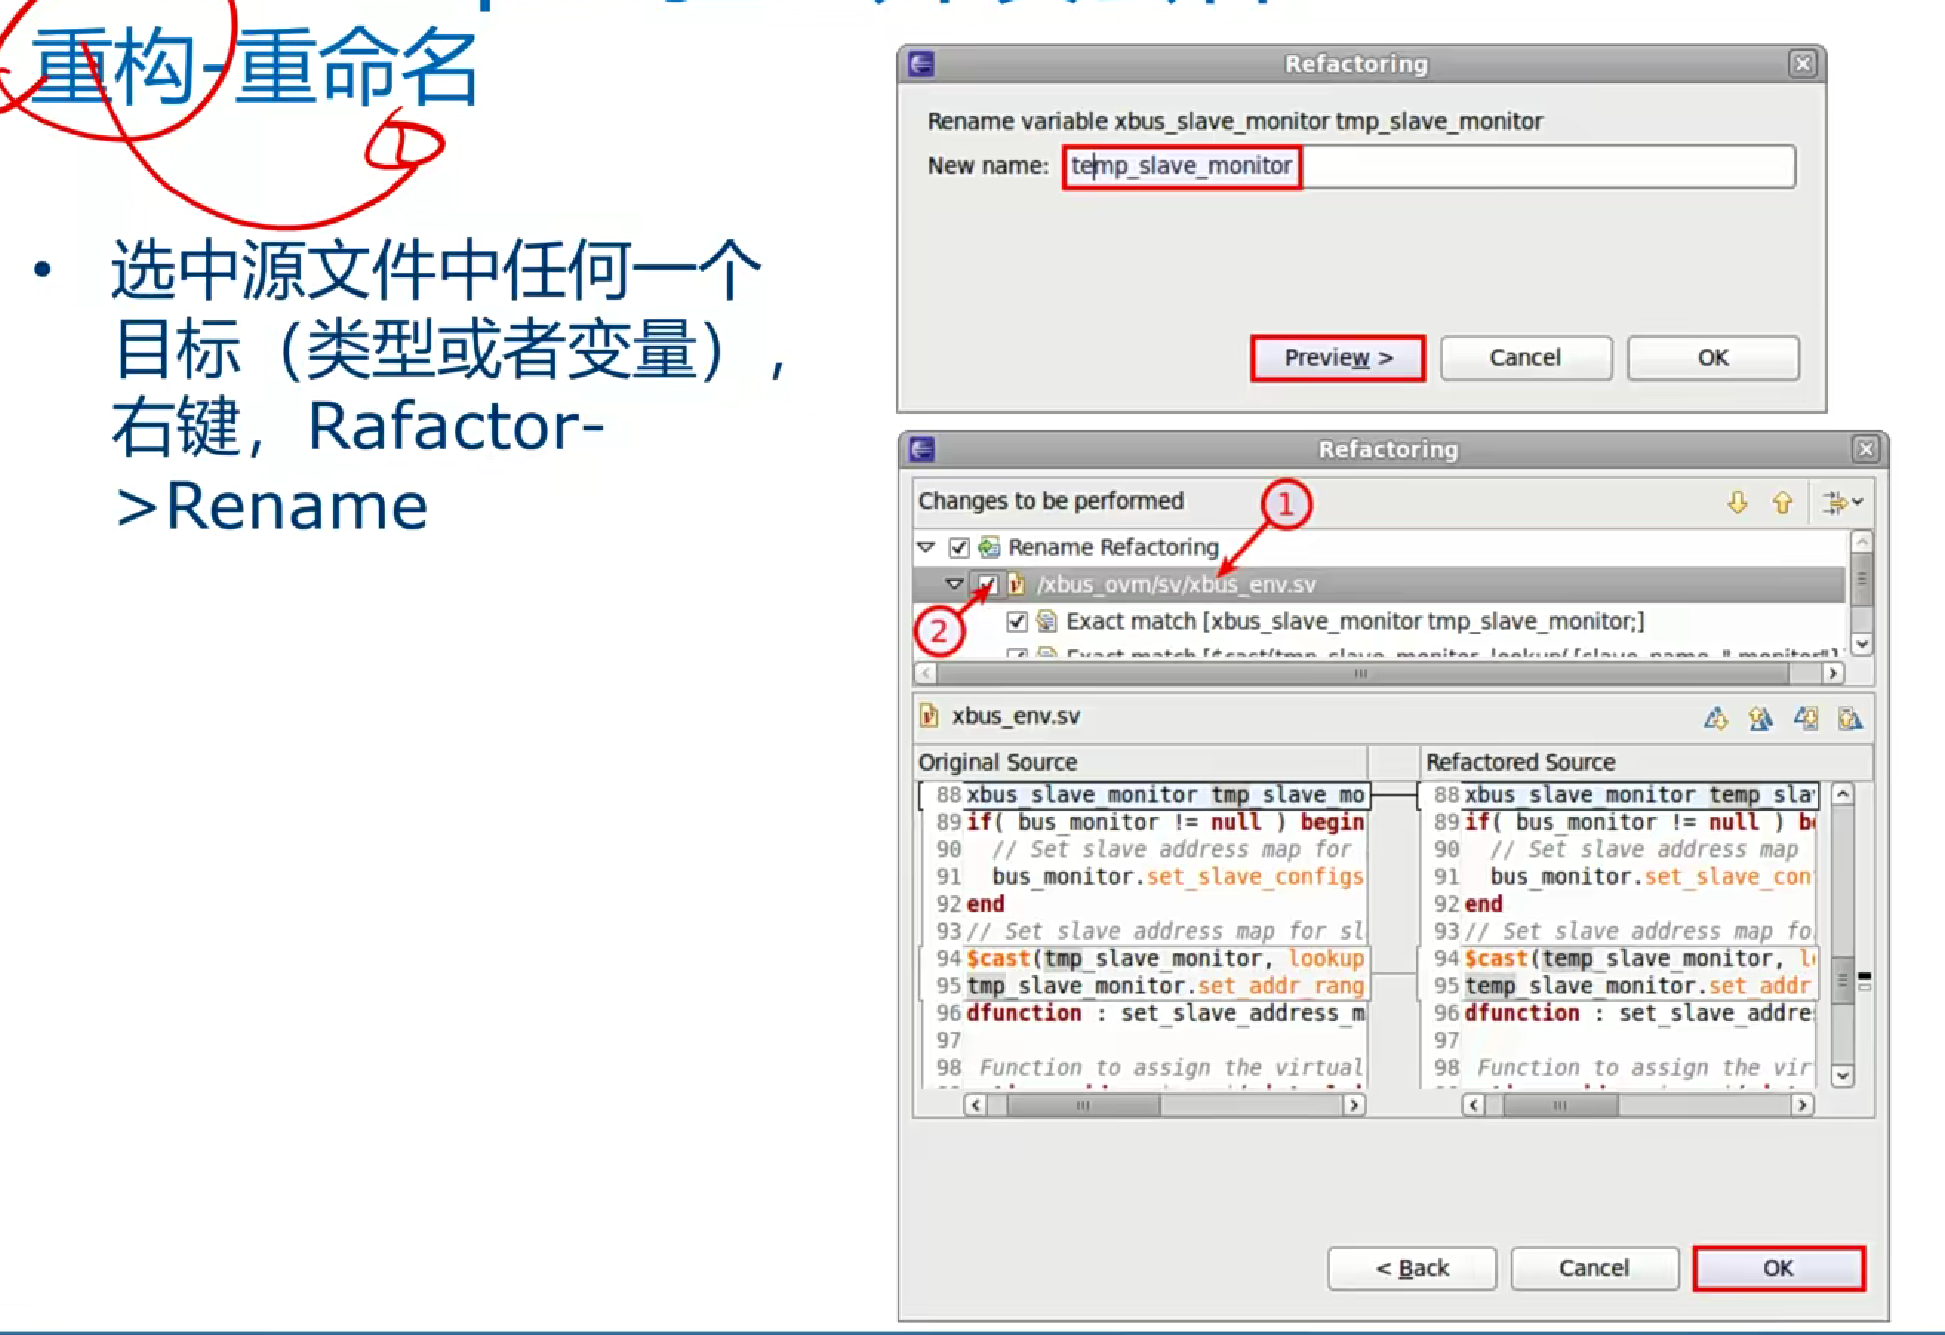 重构-重命名
• 选中源文件中任何一个
目标（类型或者变量），
右键，Rafactor-
>Rename
Refactoring
Rename variable xbus_slave_monitor tmp_slave_monitor
New name: temp_slave_monitor
Preview >
Cancel
OK
Refactoring
Changes to be performed
1
Rename Refactoring
/xbus_ovm/sv/xbus_env.sv
2
Exact match [xbus_slave_monitor tmp_slave_monitor;]
Exact match [$cast(tmp_slave_monitor, lookup({slave_name, ".monitor"}
xbus_env.sv
Original Source
88 xbus_slave_monitor tmp_slave_mo
89 if( bus_monitor != null ) begin
90 // Set slave address map for
91 bus_monitor.set_slave_configs
92 end
93 // Set slave address map for sl
94 $cast(tmp_slave_monitor, lookup
95 tmp_slave_monitor.set_addr_rang
96 dfunction : set_slave_address_m
97
98 Function to assign the virtual
Refactored Source
88 xbus_slave_monitor temp_sla
89 if( bus_monitor != null ) b
90 // Set slave address map
91 bus_monitor.set_slave_con
92 end
93 // Set slave address map fo
94 $cast(temp_slave_monitor, l
95 temp_slave_monitor.set_addr
96 dfunction : set_slave_addre
97
98 Function to assign the vir
< Back
Cancel
OK